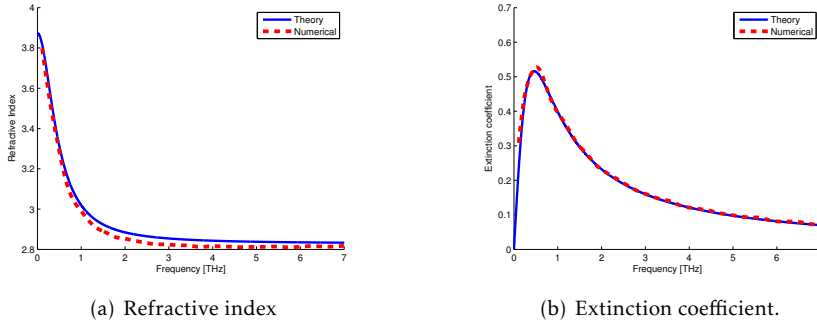 4
3.8
3.6
3.4
3.2
3
2.8
Refractive Index
Theory
Numerical
0 1 2 3 4 5 6 7
Frequency [THz]
(a) Refractive index
0.7
0.6
0.5
0.4
0.3
0.2
0.1
0
Extinction coefficient
Theory
Numerical
0 1 2 3 4 5 6
Frequency [THz]
(b) Extinction coefficient.